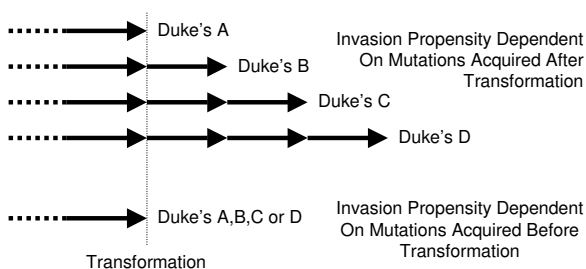 Duke's A
Duke's B
Duke's C
Duke's D
Invasion Propensity Dependent
On Mutations Acquired After
Transformation
Duke's A,B,C or D
Invasion Propensity Dependent
On Mutations Acquired Before
Transformation
Transformation